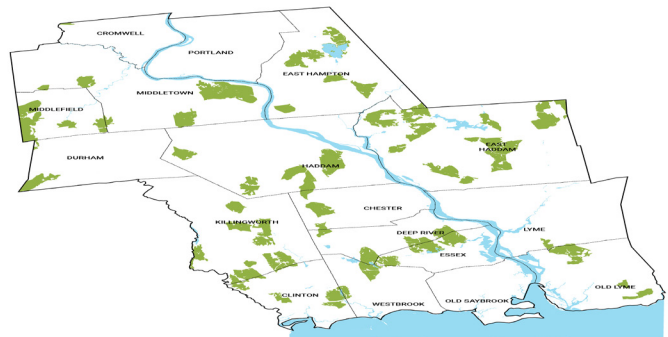 CROMWELL
PORTLAND
EAST HAMPTON
MIDDLETOWN
MIDDLEFIELD
DURHAM
EAST
HADDAM
HADDAM
CHESTER
KILLINGWORTH
LYME
DEEP RIVER
ESSEX
CLINTON
WESTBROOK
OLD SAYBROOK
OLD LYME